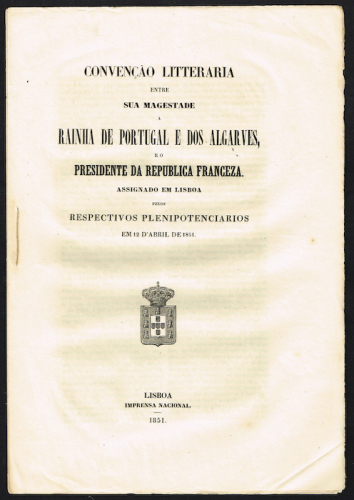 CONVENÇÃO LITTERARIA
ENTRE
SUA MAGESTADE
A
RAINHA DE PORTUGAL E DOS ALGARVES,
E O
PRESIDENTE DA REPUBLICA FRANCEZA.
ASSIGNADO EM LISBOA
PELOS
RESPECTIVOS PLENIPOTENCIARIOS
EM 12 D'ABRIL DE 1851.
LISBOA
IMPRENSA NACIONAL.
1851.